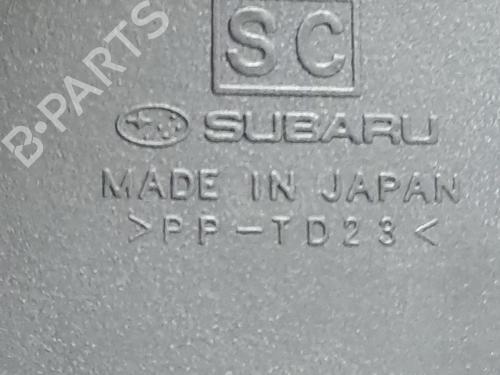 SC
SUBARU
MADE IN JAPAN
>PP-TD23<
B-PARTS